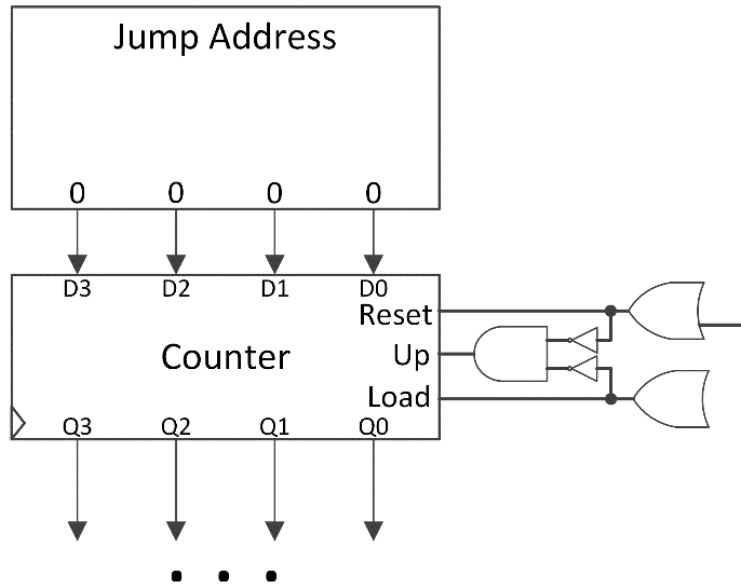 Jump Address
0 0 0 0
D3 D2 D1 D0
Reset
Counter Up
Load
Q3 Q2 Q1 Q0